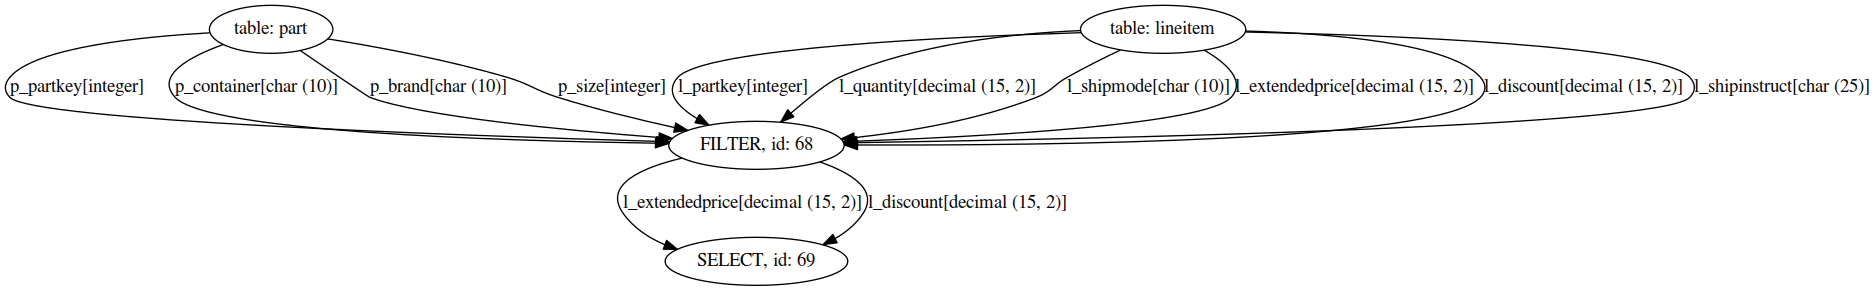 table: part
table: lineitem
p_partkey[integer]
p_container[char (10)]
p_brand[char (10)]
p_size[integer]
l_partkey[integer]
l_quantity[decimal (15, 2)]
l_shipmode[char (10)]
l_extendedprice[decimal (15, 2)]
l_discount[decimal (15, 2)]
l_shipinstruct[char (25)]
FILTER, id: 68
l_extendedprice[decimal (15, 2)]
l_discount[decimal (15, 2)]
SELECT, id: 69